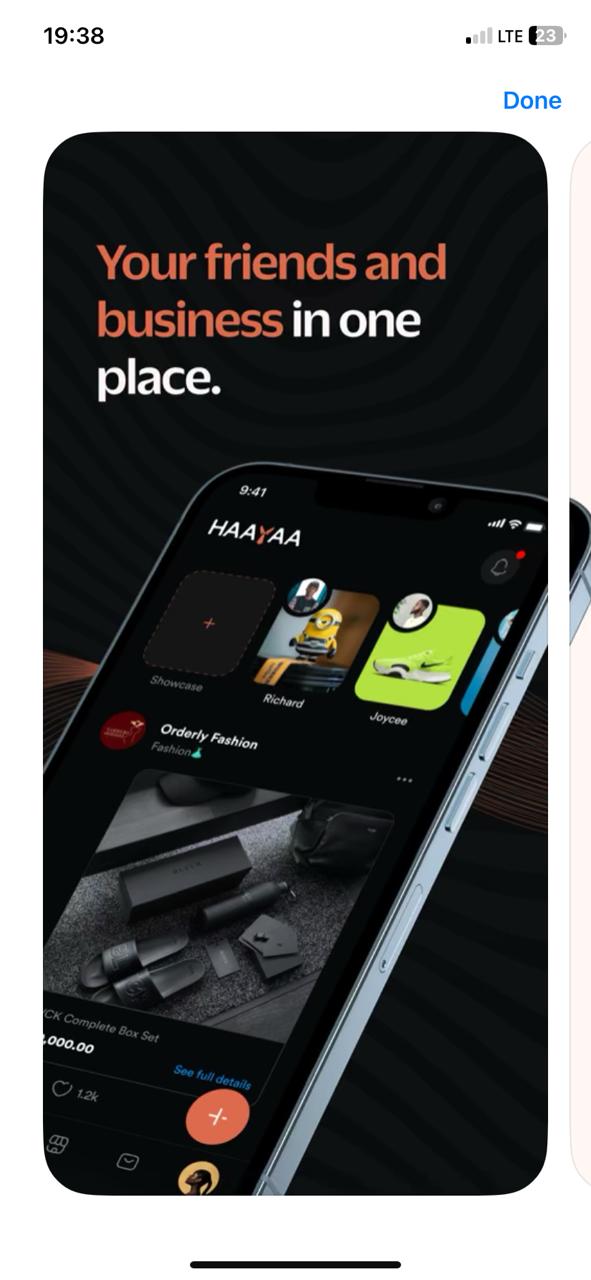 19:38
LTE 23
Done
Your friends and
business in one
place.
9:41
HAAYAA
Showcase
Richard
Joycee
Orderly Fashion
Fashion
CK Complete Box Set
,000.00
See full details
1.2k